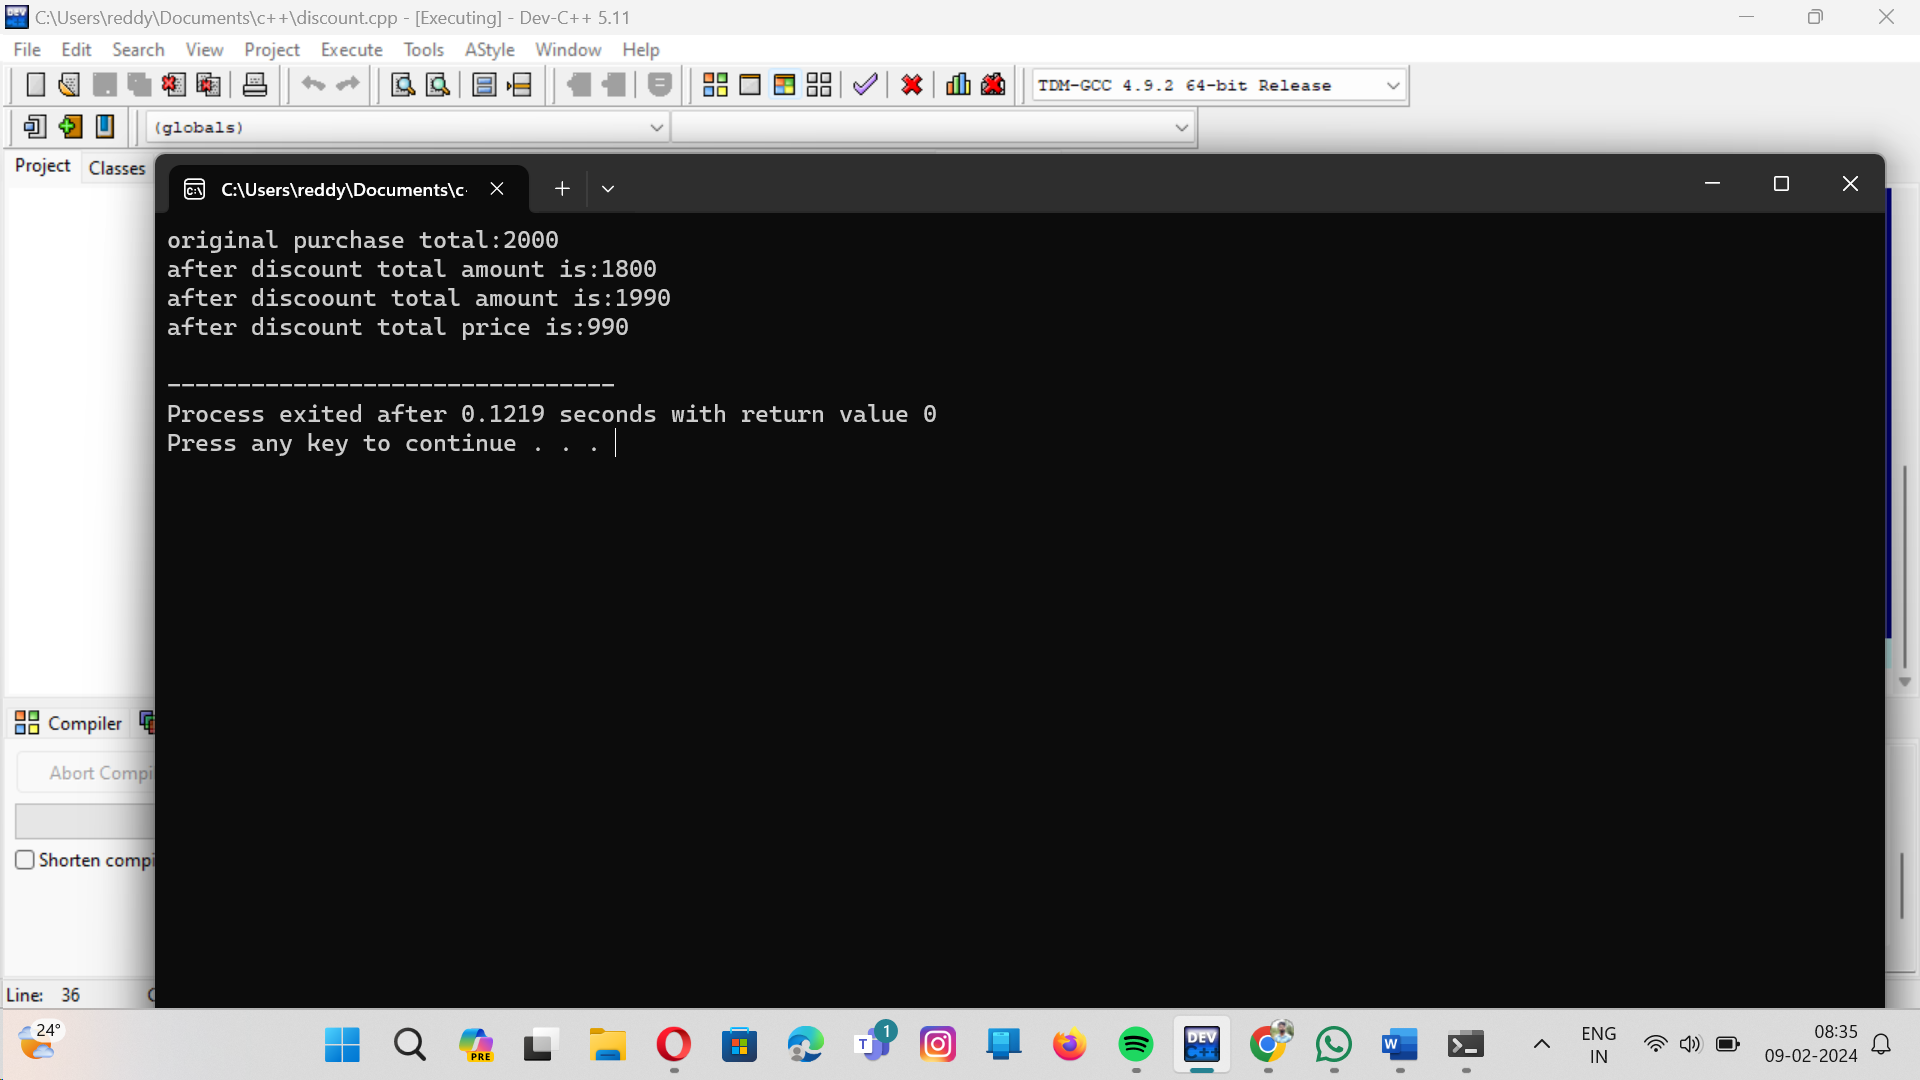 C:\Users\reddy\Documents\c++\discount.cpp - [Executing] - Dev-C++ 5.11
File Edit Search View Project Execute Tools AStyle Window Help
TDM-GCC 4.9.2 64-bit Release
(globals)
Project Classes
C:\Users\reddy\Documents\c
original purchase total:2000
after discount total amount is:1800
after discoount total amount is:1990
after discount total price is:990
--------------------------------
Process exited after 0.1219 seconds with return value 0
Press any key to continue . . .
Compiler
Abort Compi
Shorten compi
Line: 36
24°
PRE
1
T
DEV
C++
W
ENG
IN
08:35
09-02-2024